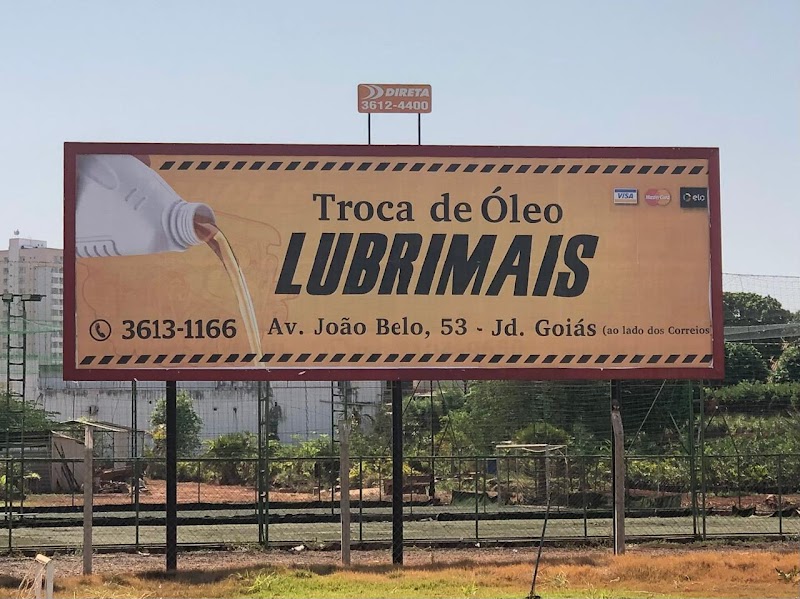 DIRETA
3612-4400
Troca de Óleo
VISA
MasterCard
elo
LUBRIMAIS
3613-1166
Av. João Belo, 53 - Jd. Goiás (ao lado dos Correios